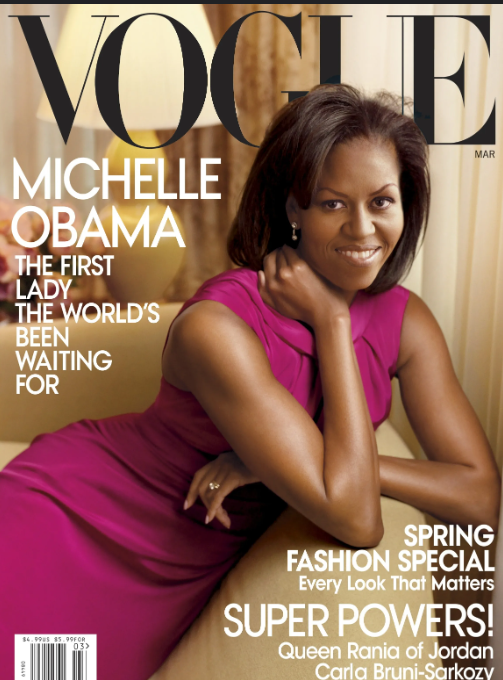 VOGUE
MAR
MICHELLE
OBAMA
THE FIRST
LADY
THE WORLD'S
BEEN
WAITING
FOR
SPRING
FASHION SPECIAL
Every Look That Matters
SUPER POWERS!
Queen Rania of Jordan
Carla Bruni-Sarkozy
$4.99US $5.99FOR
03>